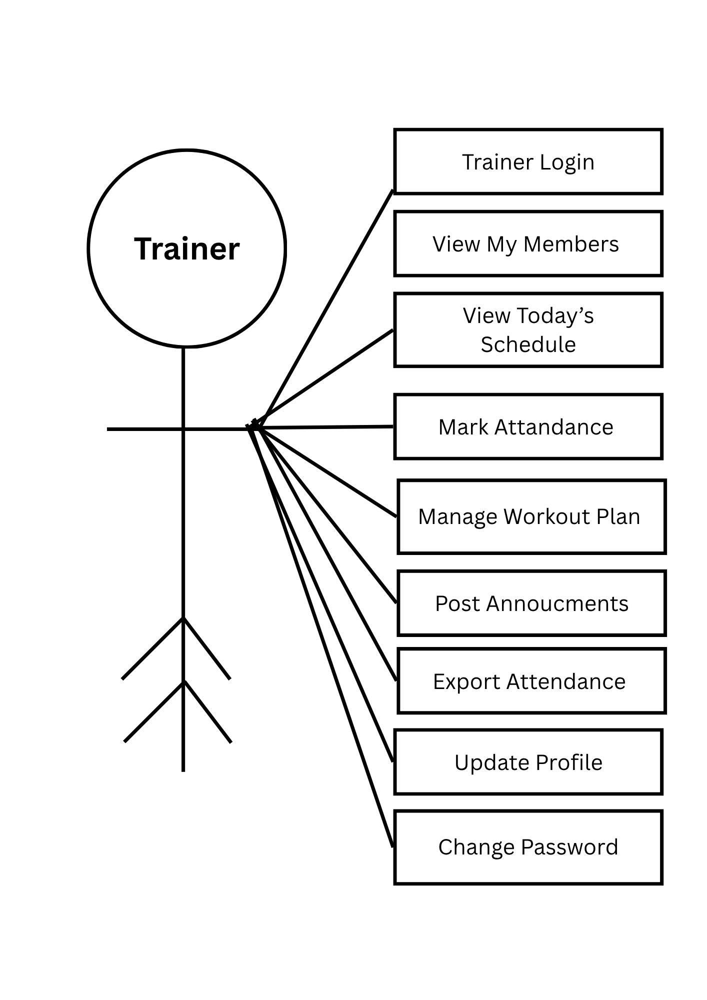 Trainer
Trainer Login
View My Members
View Today’s
Schedule
Mark Attandance
Manage Workout Plan
Post Annoucments
Export Attendance
Update Profile
Change Password